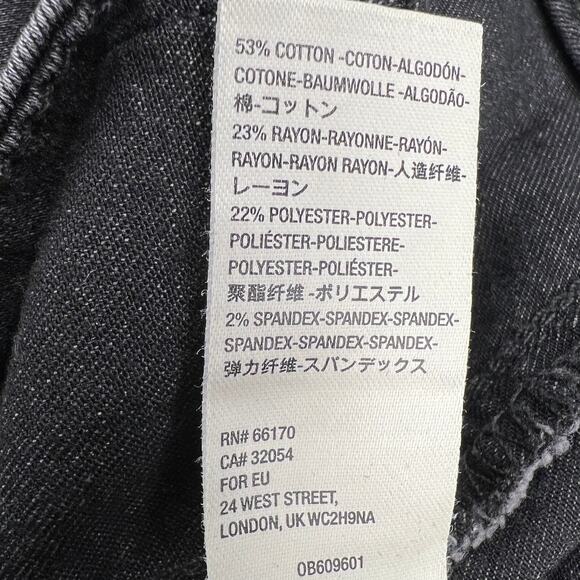 53% COTTON -COTON-ALGODÓN-
COTONE-BAUMWOLLE -ALGODÃO-
棉-コットン
23% RAYON-RAYONNE-RAYÓN-
RAYON-RAYON RAYON-人造纤维-
レーヨン
22% POLYESTER-POLYESTER-
POLIÉSTER-POLIESTERE-
POLYESTER-POLIÉSTER-
聚酯纤维 -ポリエステル
2% SPANDEX-SPANDEX-SPANDEX-
SPANDEX-SPANDEX-SPANDEX-
弹力纤维-スパンデックス
RN# 66170
CA# 32054
FOR EU
24 WEST STREET,
LONDON, UK WC2H9NA
0B609601